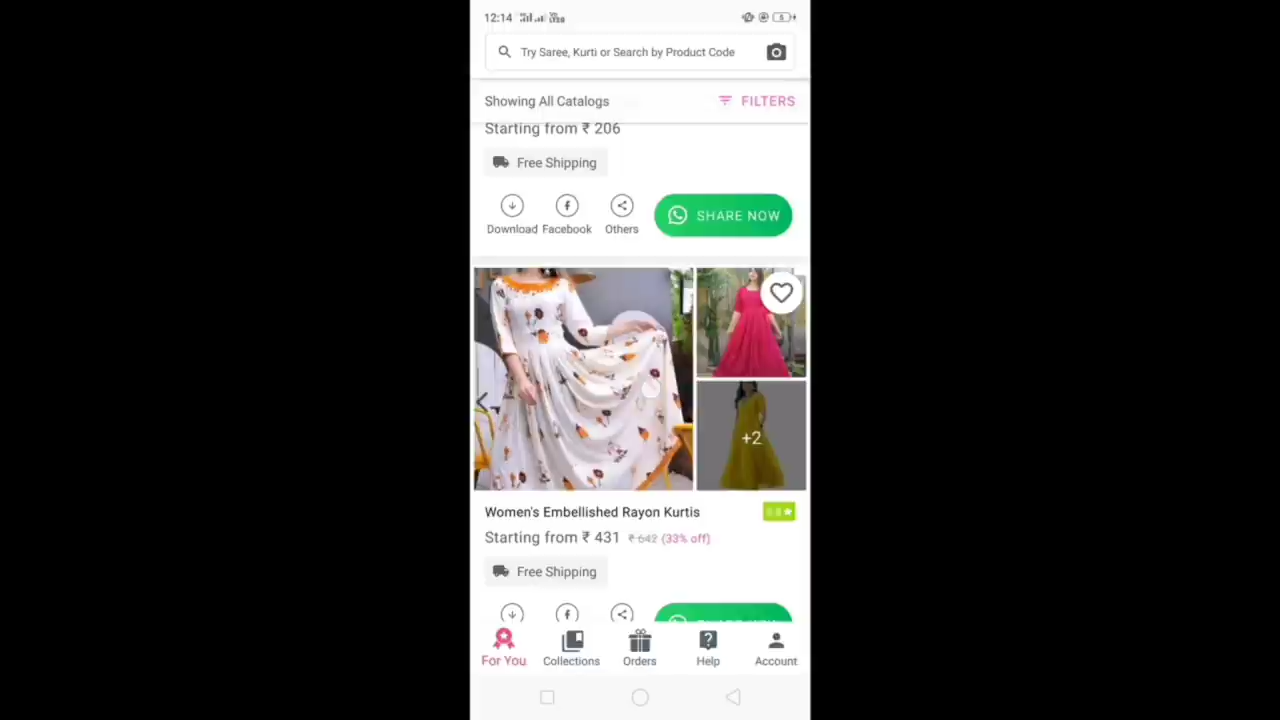 12:14
Try Saree, Kurti or Search by Product Code
Showing All Catalogs
FILTERS
Starting from ₹ 206
Free Shipping
Download Facebook Others
SHARE NOW
+2
Women's Embellished Rayon Kurtis
Starting from ₹ 431 ₹ 642 (33% off)
Free Shipping
For You Collections Orders Help Account